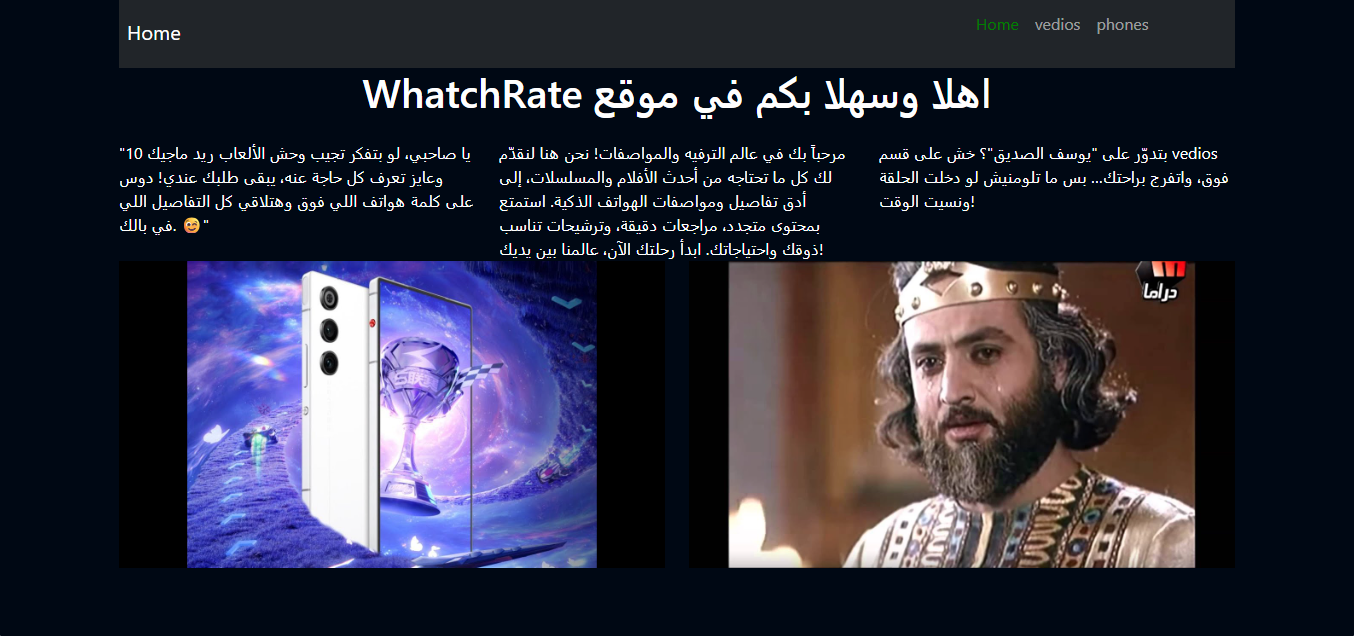 Home
Home vedios phones
اهلا وسهلا بكم في موقع WhatchRate
"يا صاحبي، لو بتفكر تجيب وحش الألعاب ريد ماجيك 10
وعايز تعرف كل حاجة عنه، يبقى طلبك عندي! دوس
على كلمة هواتف اللي فوق وهتلاقي كل التفاصيل اللي
في بالك. 😉"
مرحباً بك في عالم الترفيه والمواصفات! نحن هنا لنقدّم
لك كل ما تحتاجه من أحدث الأفلام والمسلسلات، إلى
أدق تفاصيل ومواصفات الهواتف الذكية. استمتع
بمحتوى متجدد، مراجعات دقيقة، وترشيحات تناسب
ذوقك واحتياجاتك. ابدأ رحلتك الآن، عالمنا بين يديك!
بتدوّر على "يوسف الصديق"؟ خش على قسم vedios
فوق، واتفرج براحتك... بس ما تلومنيش لو دخلت الحلقة
ونسيت الوقت!
دراما